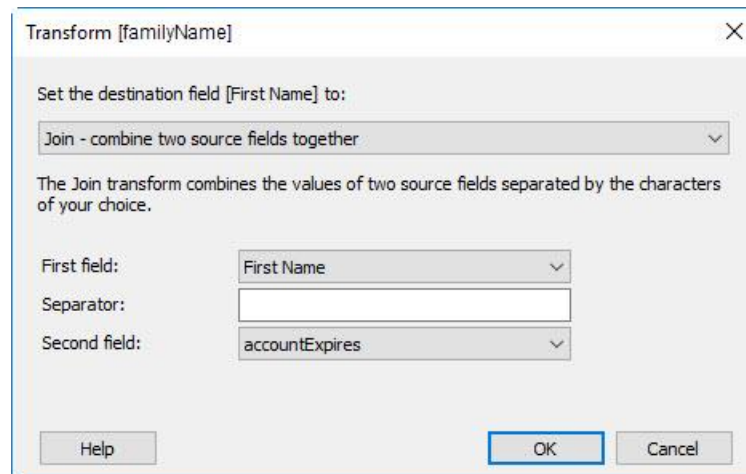 Transform [familyName]
Set the destination field [First Name] to:
Join - combine two source fields together
The Join transform combines the values of two source fields separated by the characters
of your choice.
First field: First Name
Separator:
Second field: accountExpires
Help OK Cancel